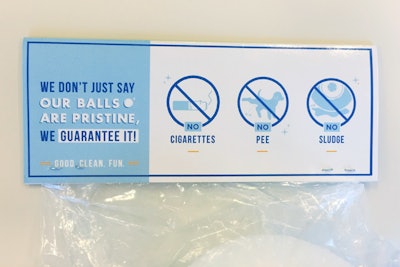 WE DON'T JUST SAY
OUR BALLS
ARE PRISTINE,
WE GUARANTEE IT!
GOOD. CLEAN. FUN.
NO
CIGARETTES
NO
PEE
NO
SLUDGE